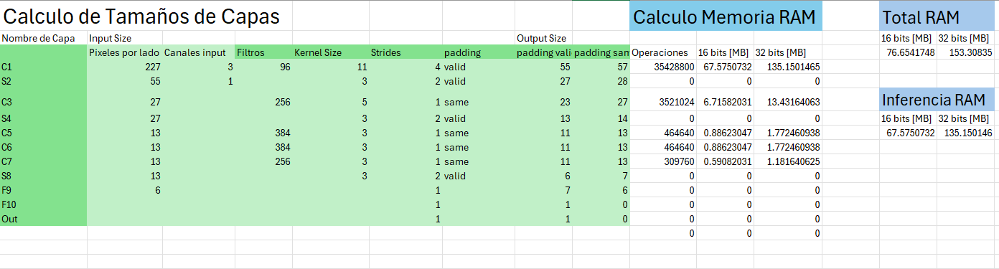 Calculo de Tamaños de Capas Calculo Memoria RAM Total RAM
Nombre de Capa Input Size Output Size 16 bits [MB] 32 bits [MB]
Pixeles por lado Canales input Filtros Kernel Size Strides padding padding vali padding sam Operaciones 16 bits [MB] 32 bits [MB] 76.6541748 153.30835
C1 227 3 96 11 4 valid 55 57 35428800 67.5750732 135.1501465
S2 55 1 3 2 valid 27 28 0 0 0
C3 27 256 5 1 same 23 27 3521024 6.71582031 13.43164063 Inferencia RAM
S4 27 3 2 valid 13 14 0 0 0 16 bits [MB] 32 bits [MB]
C5 13 384 3 1 same 11 13 464640 0.88623047 1.772460938 67.5750732 135.150146
C6 13 384 3 1 same 11 13 464640 0.88623047 1.772460938
C7 13 256 3 1 same 11 13 309760 0.59082031 1.181640625
S8 13 3 2 valid 6 7 0 0 0
F9 6 1 7 6 0 0 0
F10 1 1 0 0 0 0
Out 1 1 0 0 0 0
0 0 0